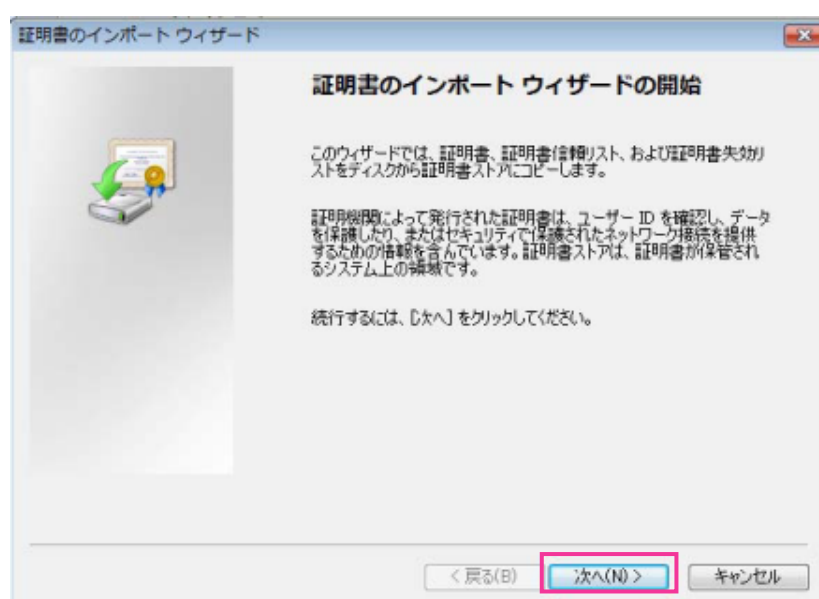 証明書のインポート ウィザード
証明書のインポート ウィザードの開始
このウィザードでは、証明書、証明書信頼リスト、および証明書失効リ
ストをディスクから証明書ストアにコピーします。
証明機関によって発行された証明書は、ユーザー ID を確認し、データ
を保護したり、またはセキュリティで保護されたネットワーク接続を提供
するための情報を含んでいます。証明書ストアは、証明書が保管され
るシステム上の領域です。
続行するには、[次へ] をクリックしてください。
< 戻る(B)
次へ(N) >
キャンセル